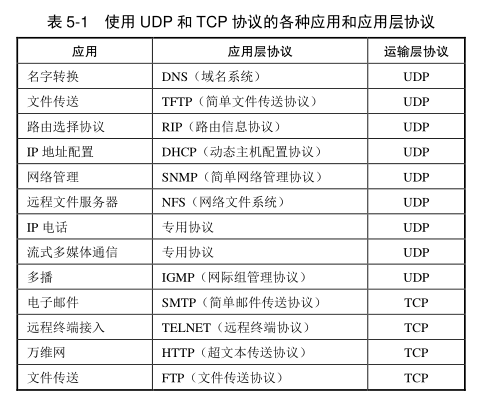 表 5-1 使用 UDP 和 TCP 协议的各种应用和应用层协议
应用 应用层协议 运输层协议
名字转换 DNS（域名系统） UDP
文件传送 TFTP（简单文件传送协议） UDP
路由选择协议 RIP（路由信息协议） UDP
IP 地址配置 DHCP（动态主机配置协议） UDP
网络管理 SNMP（简单网络管理协议） UDP
远程文件服务器 NFS（网络文件系统） UDP
IP 电话 专用协议 UDP
流式多媒体通信 专用协议 UDP
多播 IGMP（网际组管理协议） UDP
电子邮件 SMTP（简单邮件传送协议） TCP
远程终端接入 TELNET（远程终端协议） TCP
万维网 HTTP（超文本传送协议） TCP
文件传送 FTP（文件传送协议） TCP